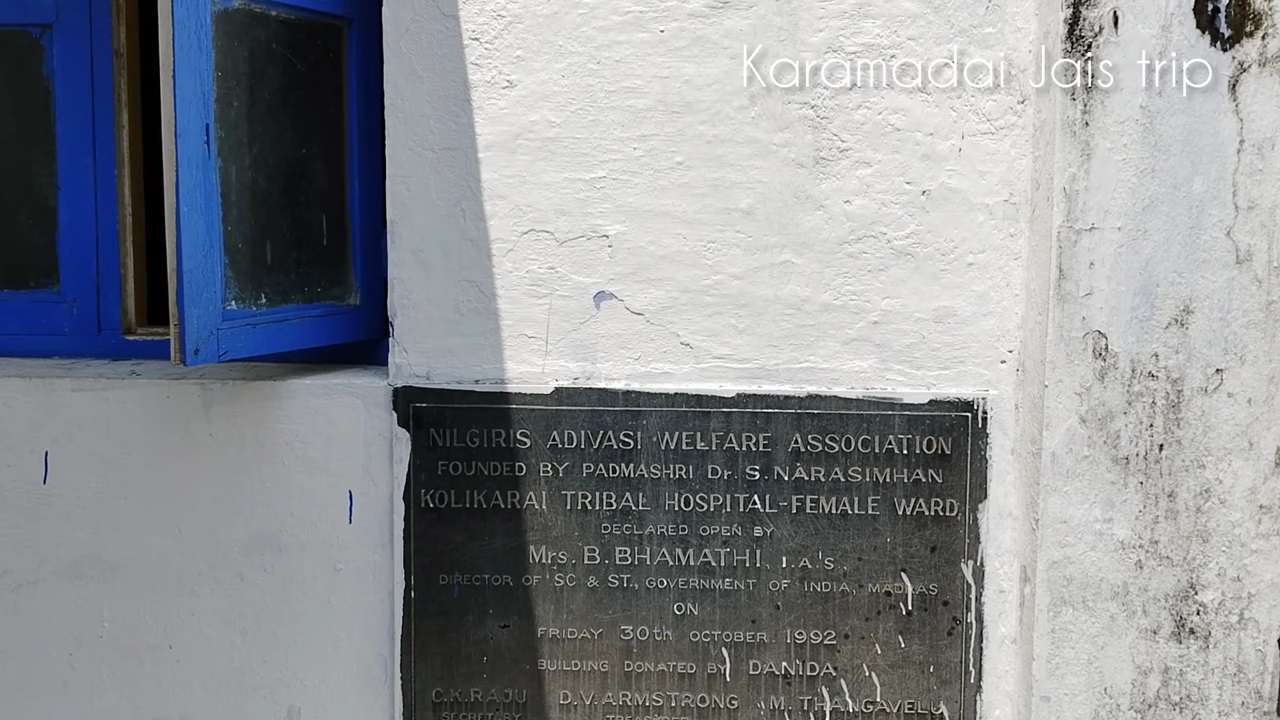 Karamadai Jais trip
NILGIRIS ADIVASI WELFARE ASSOCIATION
FOUNDED BY PADMASHRI Dr. S. NARASIMHAN
KOLIKARAI TRIBAL HOSPITAL-FEMALE WARD
DECLARED OPEN BY
Mrs. B. BHAMATHI, I.A.S.,
DIRECTOR OF SC & ST., GOVERNMENT OF INDIA, MADRAS
ON
FRIDAY 30th OCTOBER 1992
BUILDING DONATED BY DANIDA
C.K.RAJU D.V.ARMSTRONG M.THANGAVELU
SECRETARY TREASURER